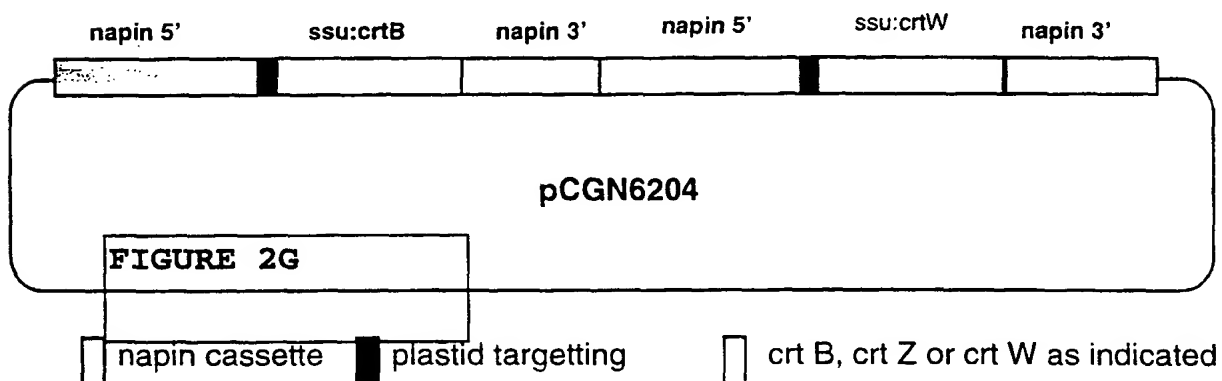 napin 5’ ssu:crtB napin 3’ napin 5’ ssu:crtW napin 3’
pCGN6204
FIGURE 2G
napin cassette plastid targetting crt B, crt Z or crt W as indicated